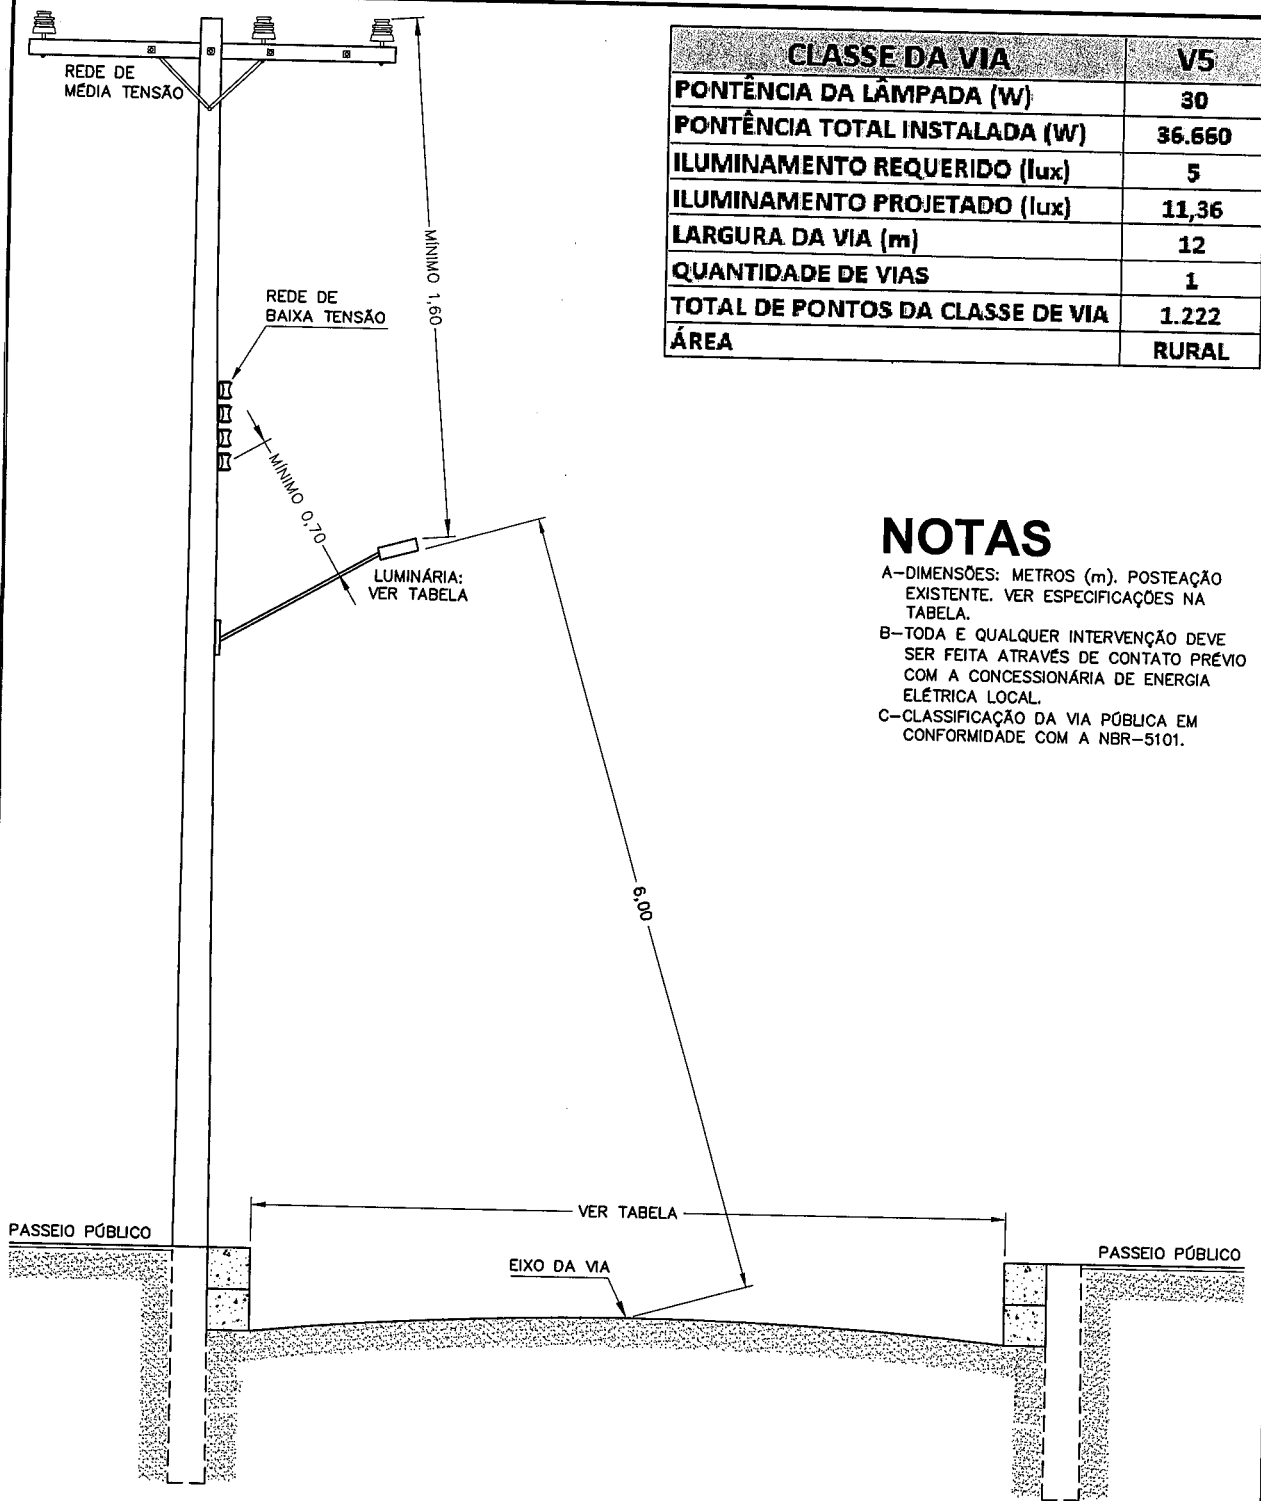 REDE DE
MÉDIA TENSÃO
MÍNIMO 1,60
REDE DE
BAIXA TENSÃO
MÍNIMO 0,70
LUMINÁRIA:
VER TABELA
6,00
VER TABELA
PASSEIO PÚBLICO
EIXO DA VIA
PASSEIO PÚBLICO
CLASSE DA VIA V5
PONTÊNCIA DA LÂMPADA (W) 30
PONTÊNCIA TOTAL INSTALADA (W) 36.660
ILUMINAMENTO REQUERIDO (lux) 5
ILUMINAMENTO PROJETADO (lux) 11,36
LARGURA DA VIA (m) 12
QUANTIDADE DE VIAS 1
TOTAL DE PONTOS DA CLASSE DE VIA 1.222
ÁREA RURAL
NOTAS
A-DIMENSÕES: METROS (m). POSTEAÇÃO
EXISTENTE. VER ESPECIFICAÇÕES NA
TABELA.
B-TODA E QUALQUER INTERVENÇÃO DEVE
SER FEITA ATRAVÉS DE CONTATO PRÉVIO
COM A CONCESSIONÁRIA DE ENERGIA
ELÉTRICA LOCAL.
C-CLASSIFICAÇÃO DA VIA PÚBLICA EM
CONFORMIDADE COM A NBR-5101.